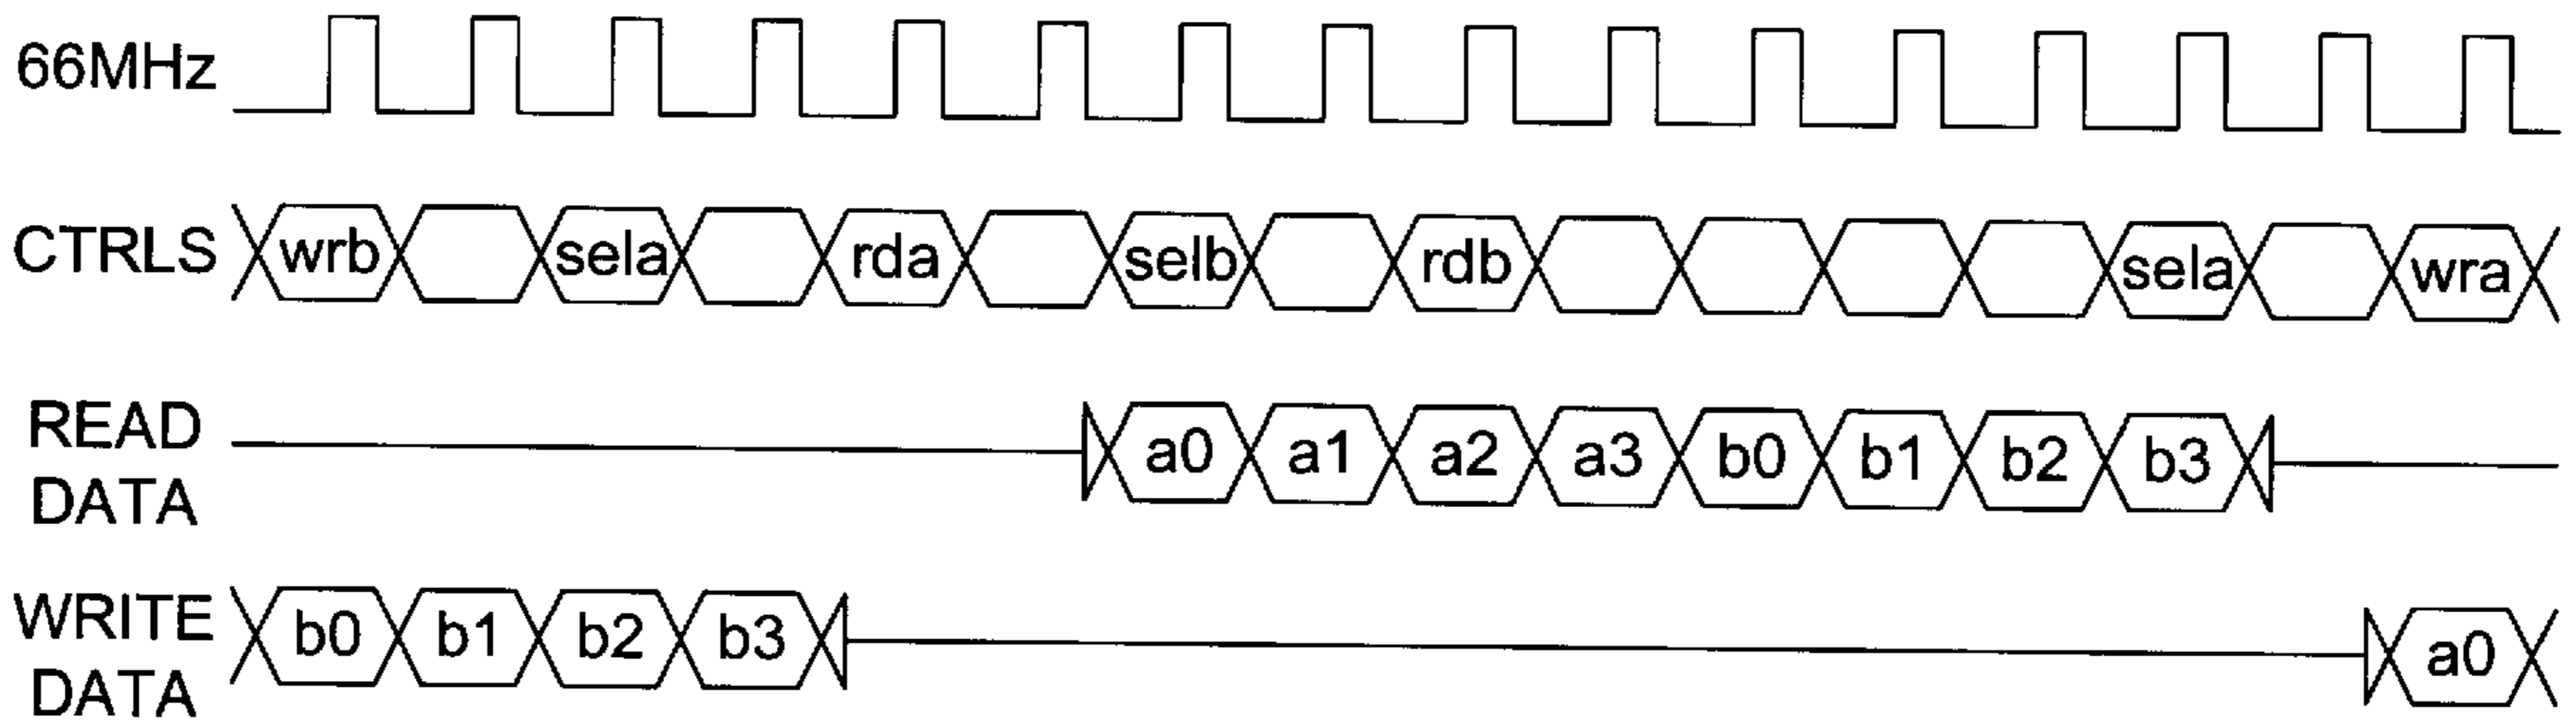 66MHz
CTRLS wrb sela rda selb rdb sela wra
READ
DATA
a0 a1 a2 a3 b0 b1 b2 b3
WRITE
DATA
b0 b1 b2 b3 a0